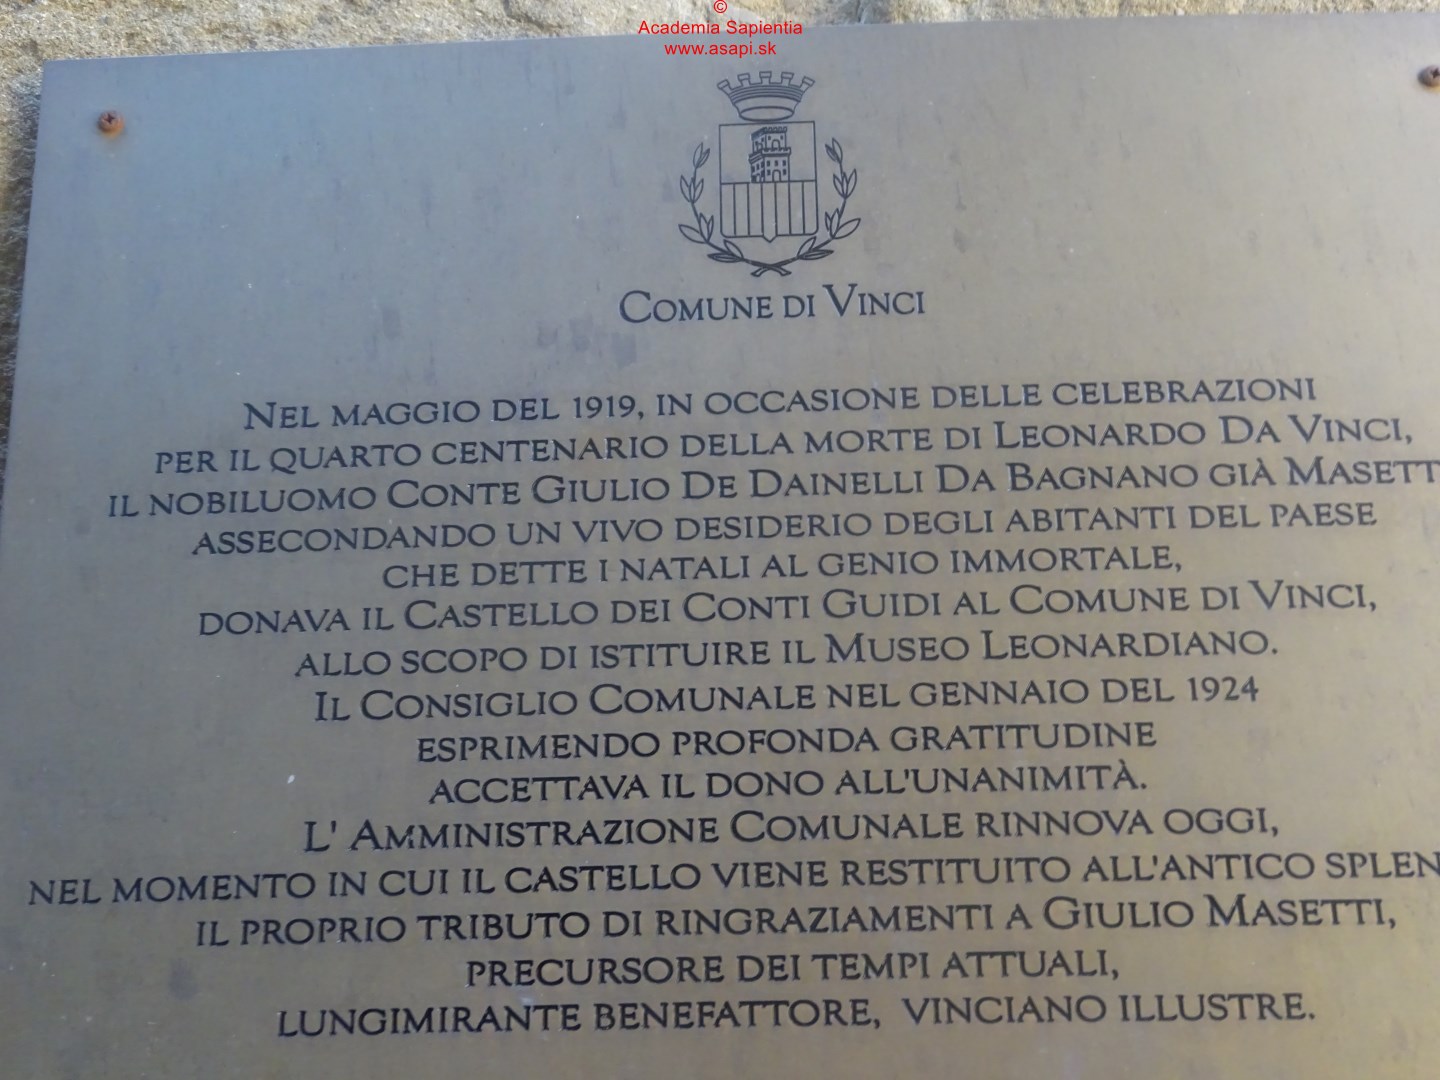 ©
Academia Sapientia
www.asapi.sk
COMUNE DI VINCI
NEL MAGGIO DEL 1919, IN OCCASIONE DELLE CELEBRAZIONI
PER IL QUARTO CENTENARIO DELLA MORTE DI LEONARDO DA VINCI,
IL NOBILUOMO CONTE GIULIO DE DAINELLI DA BAGNANO GIÀ MASETT
ASSECONDANDO UN VIVO DESIDERIO DEGLI ABITANTI DEL PAESE
CHE DETTE I NATALI AL GENIO IMMORTALE,
DONAVA IL CASTELLO DEI CONTI GUIDI AL COMUNE DI VINCI,
ALLO SCOPO DI ISTITUIRE IL MUSEO LEONARDIANO.
IL CONSIGLIO COMUNALE NEL GENNAIO DEL 1924
ESPRIMENDO PROFONDA GRATITUDINE
ACCETTAVA IL DONO ALL'UNANIMITÀ.
L' AMMINISTRAZIONE COMUNALE RINNOVA OGGI,
NEL MOMENTO IN CUI IL CASTELLO VIENE RESTITUITO ALL'ANTICO SPLEN
IL PROPRIO TRIBUTO DI RINGRAZIAMENTI A GIULIO MASETTI,
PRECURSORE DEI TEMPI ATTUALI,
LUNGIMIRANTE BENEFATTORE, VINCIANO ILLUSTRE.